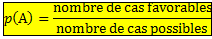 p(A) = nombre de cas favorables
nombre de cas possibles